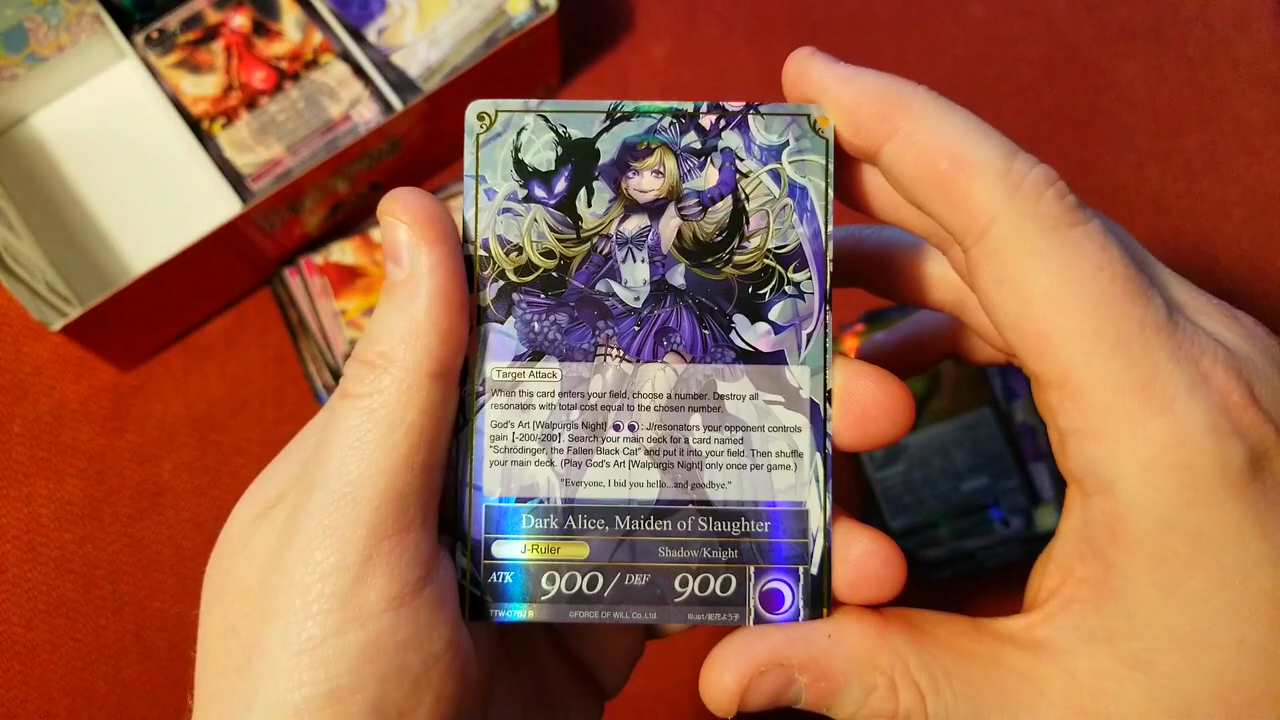 Target Attack
When this card enters your field, choose a number. Destroy all
resonators with total cost equal to the chosen number.
God's Art [Walpurgis Night] : J/resonators your opponent controls
gain【-200/-200】. Search your main deck for a card named
"Schrödinger, the Fallen Black Cat" and put it into your field. Then shuffle
your main deck. (Play God's Art [Walpurgis Night] only once per game.)
"Everyone, I bid you hello...and goodbye."
Dark Alice, Maiden of Slaughter
J-Ruler Shadow/Knight
ATK 900/ DEF 900
TTW-076J R ©FORCE OF WILL Co.,Ltd.